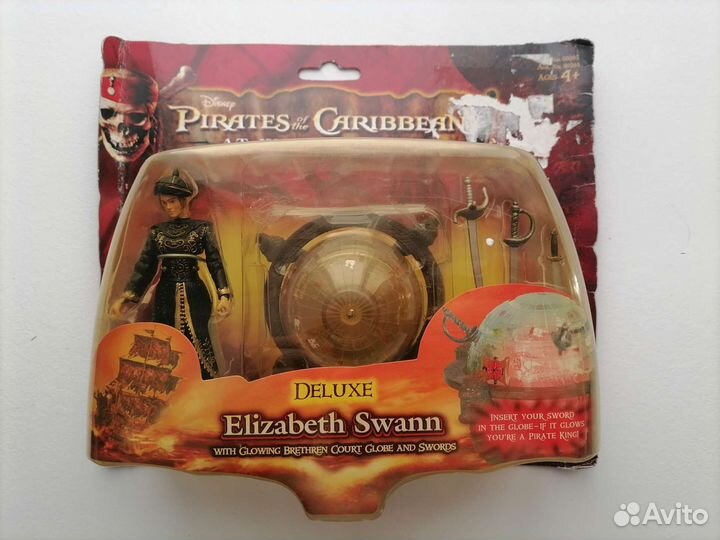 AGES 4+
DISNEY
PIRATES of the CARIBBEAN
DELUXE
Elizabeth Swann
WITH GLOWING BRETHREN COURT GLOBE AND SWORDS
INSERT YOUR SWORD
IN THE GLOBE–IF IT GLOWS
YOU'RE A PIRATE KING!
Avito